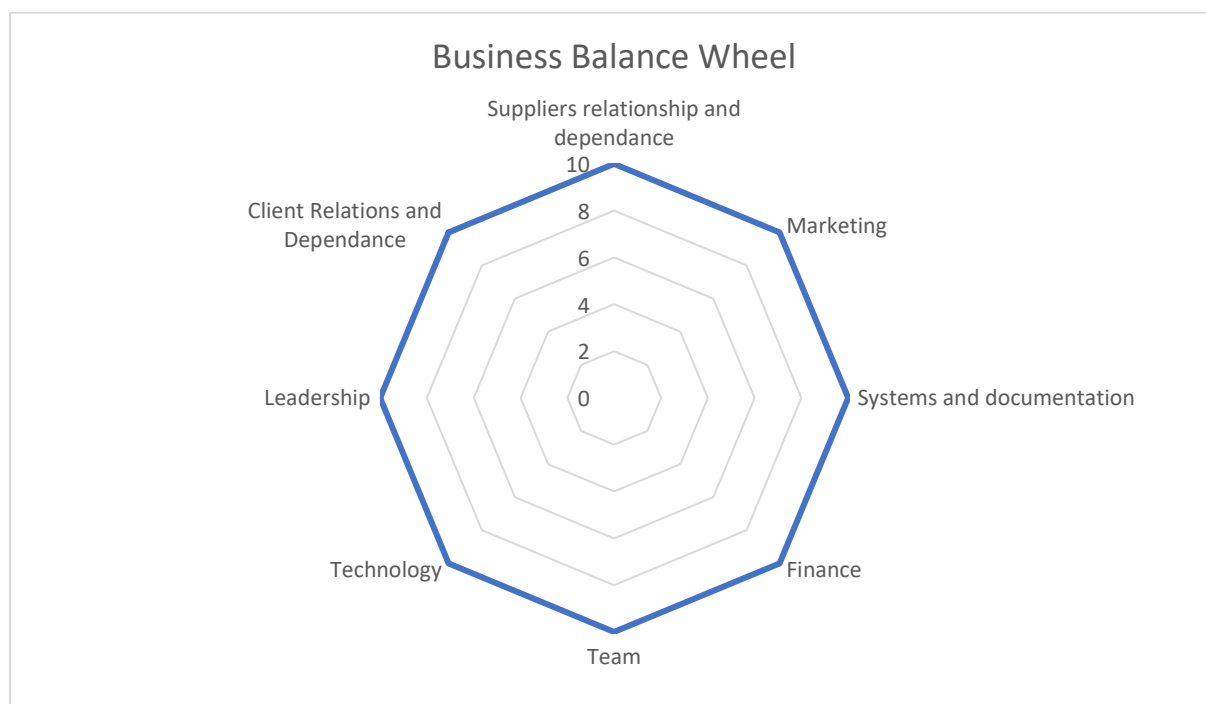 Business Balance Wheel
Suppliers relationship and
dependance
10
8
6
4
2
0
Client Relations and
Dependance
Marketing
Leadership
Systems and documentation
Technology
Finance
Team